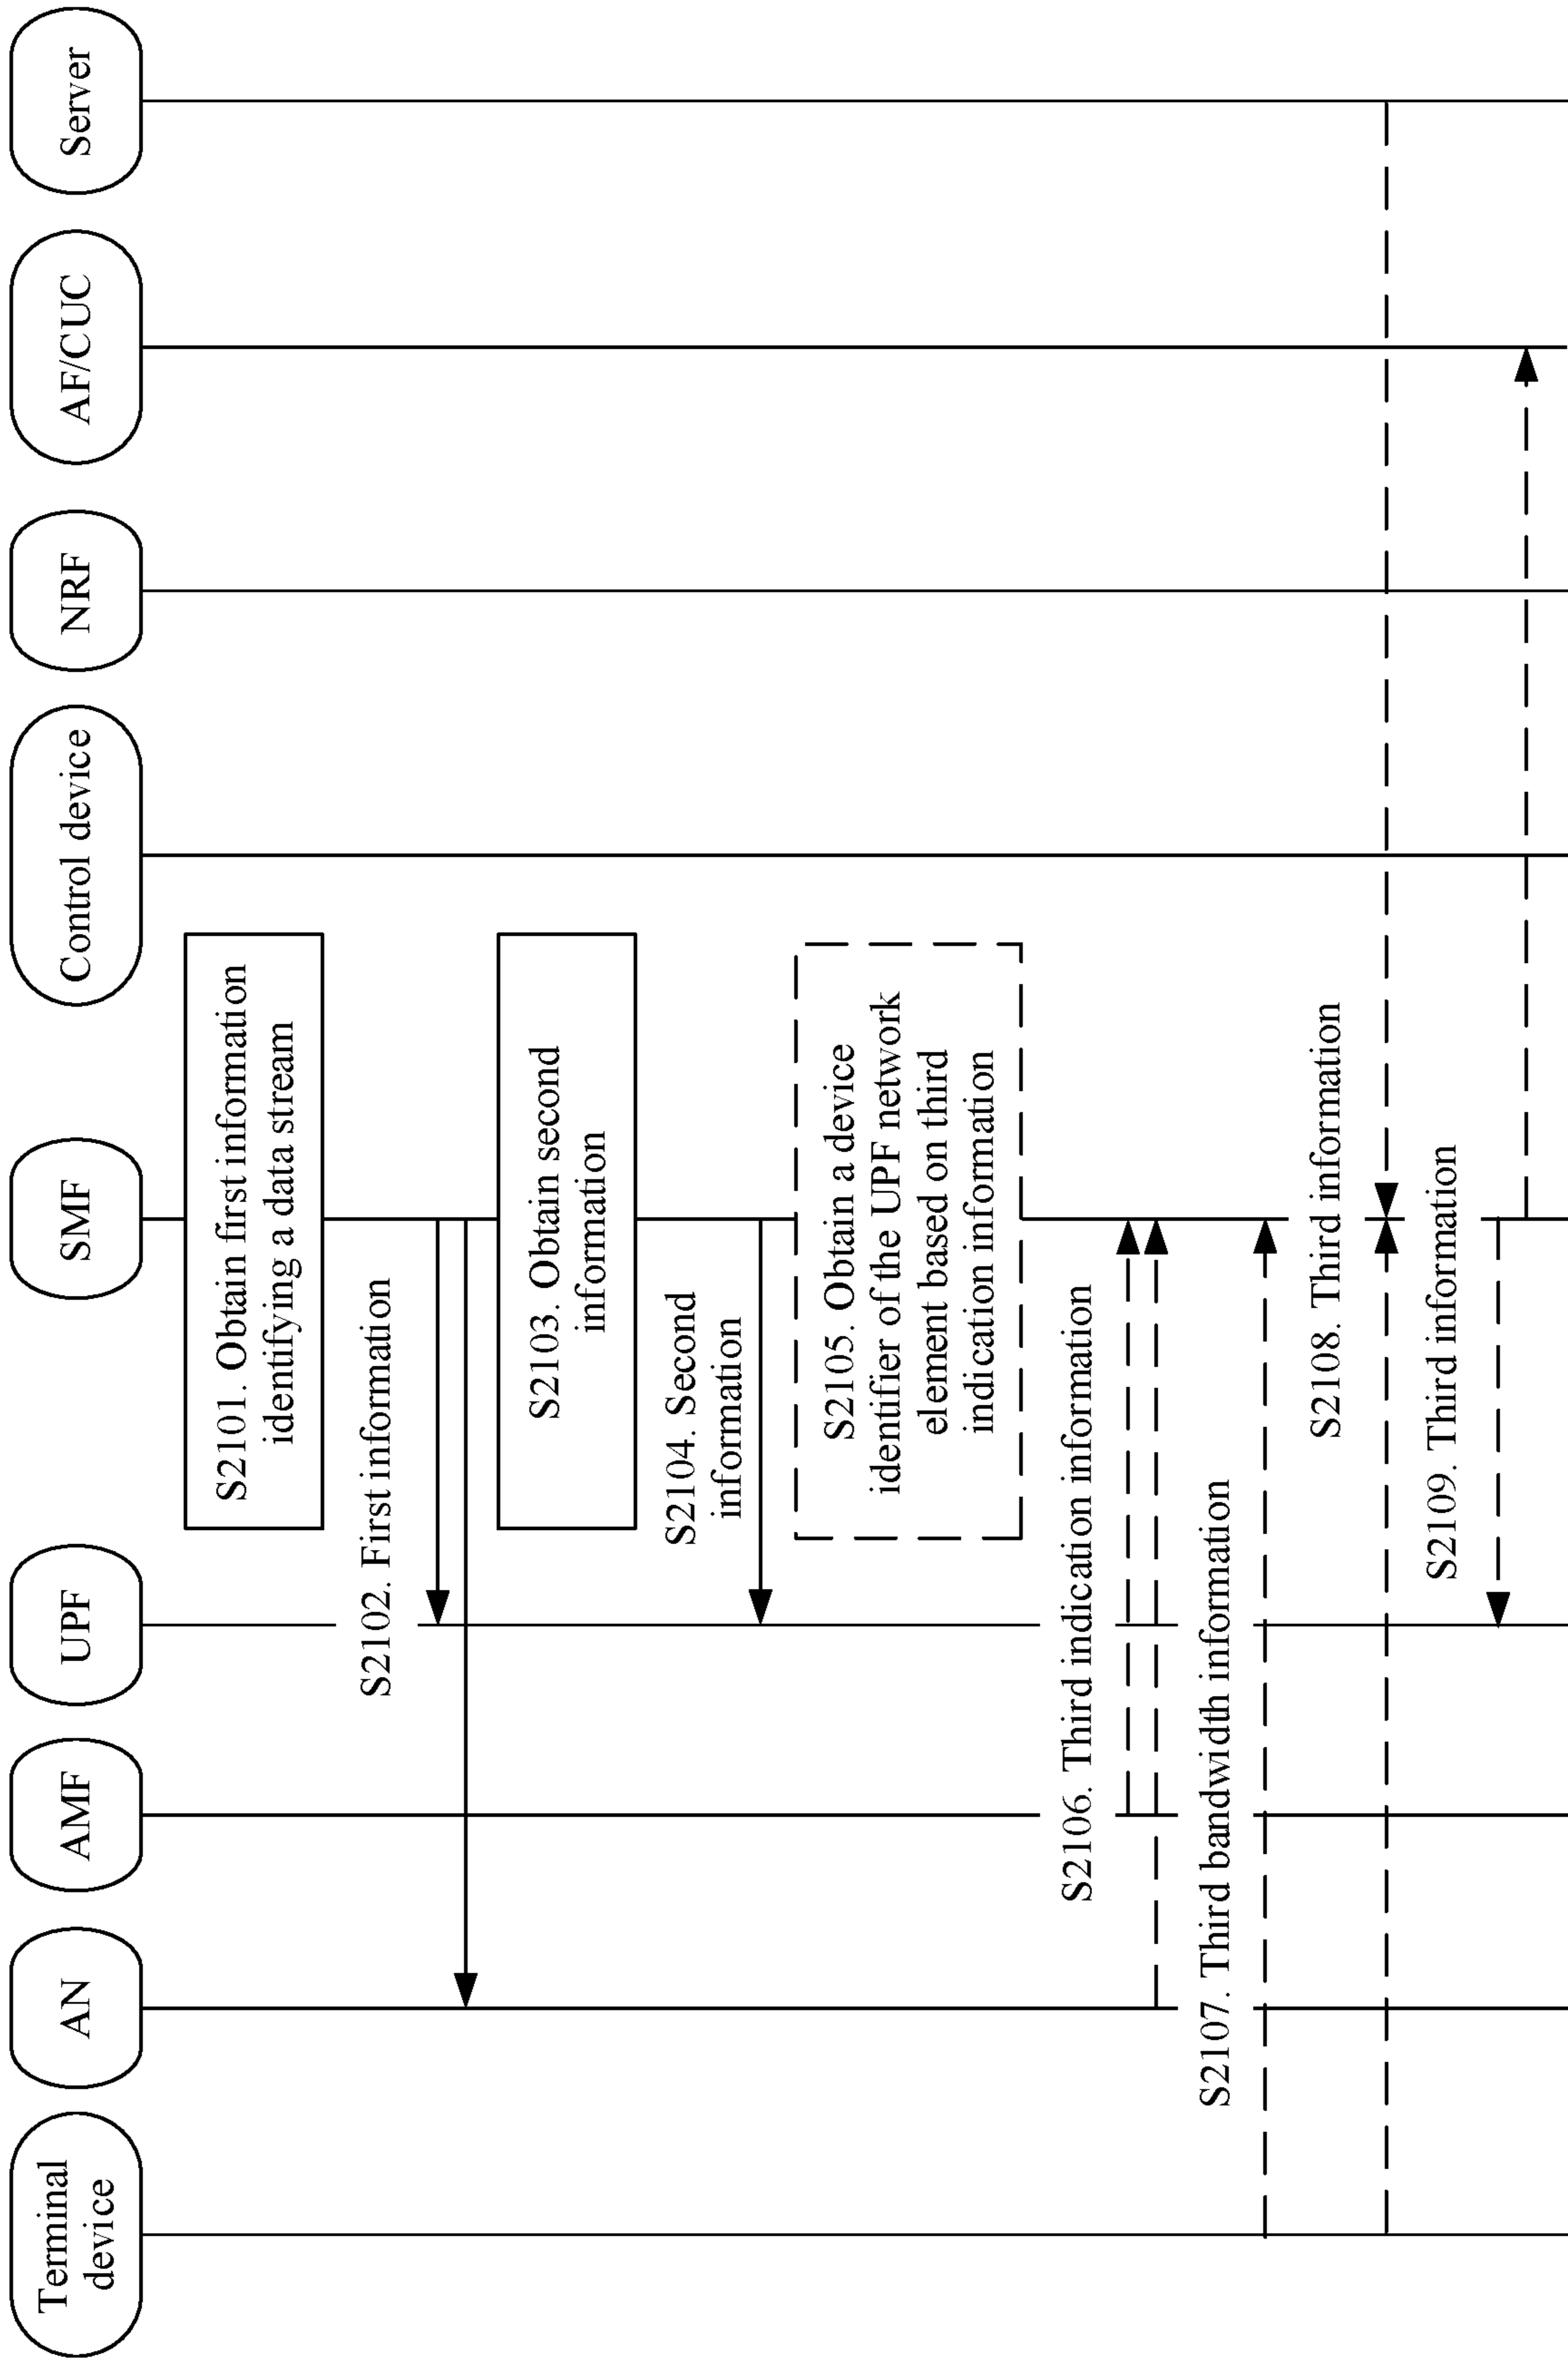 Terminal
device
AN
AMF
UPF
SMF
Control device
NRF
AF/CUC
Server
S2101. Obtain first information
identifying a data stream
S2102. First information
S2103. Obtain second
information
S2104. Second
information
S2105. Obtain a device
identifier of the UPF network
element based on third
indication information
S2106. Third indication information
S2107. Third bandwidth information
S2108. Third information
S2109. Third information